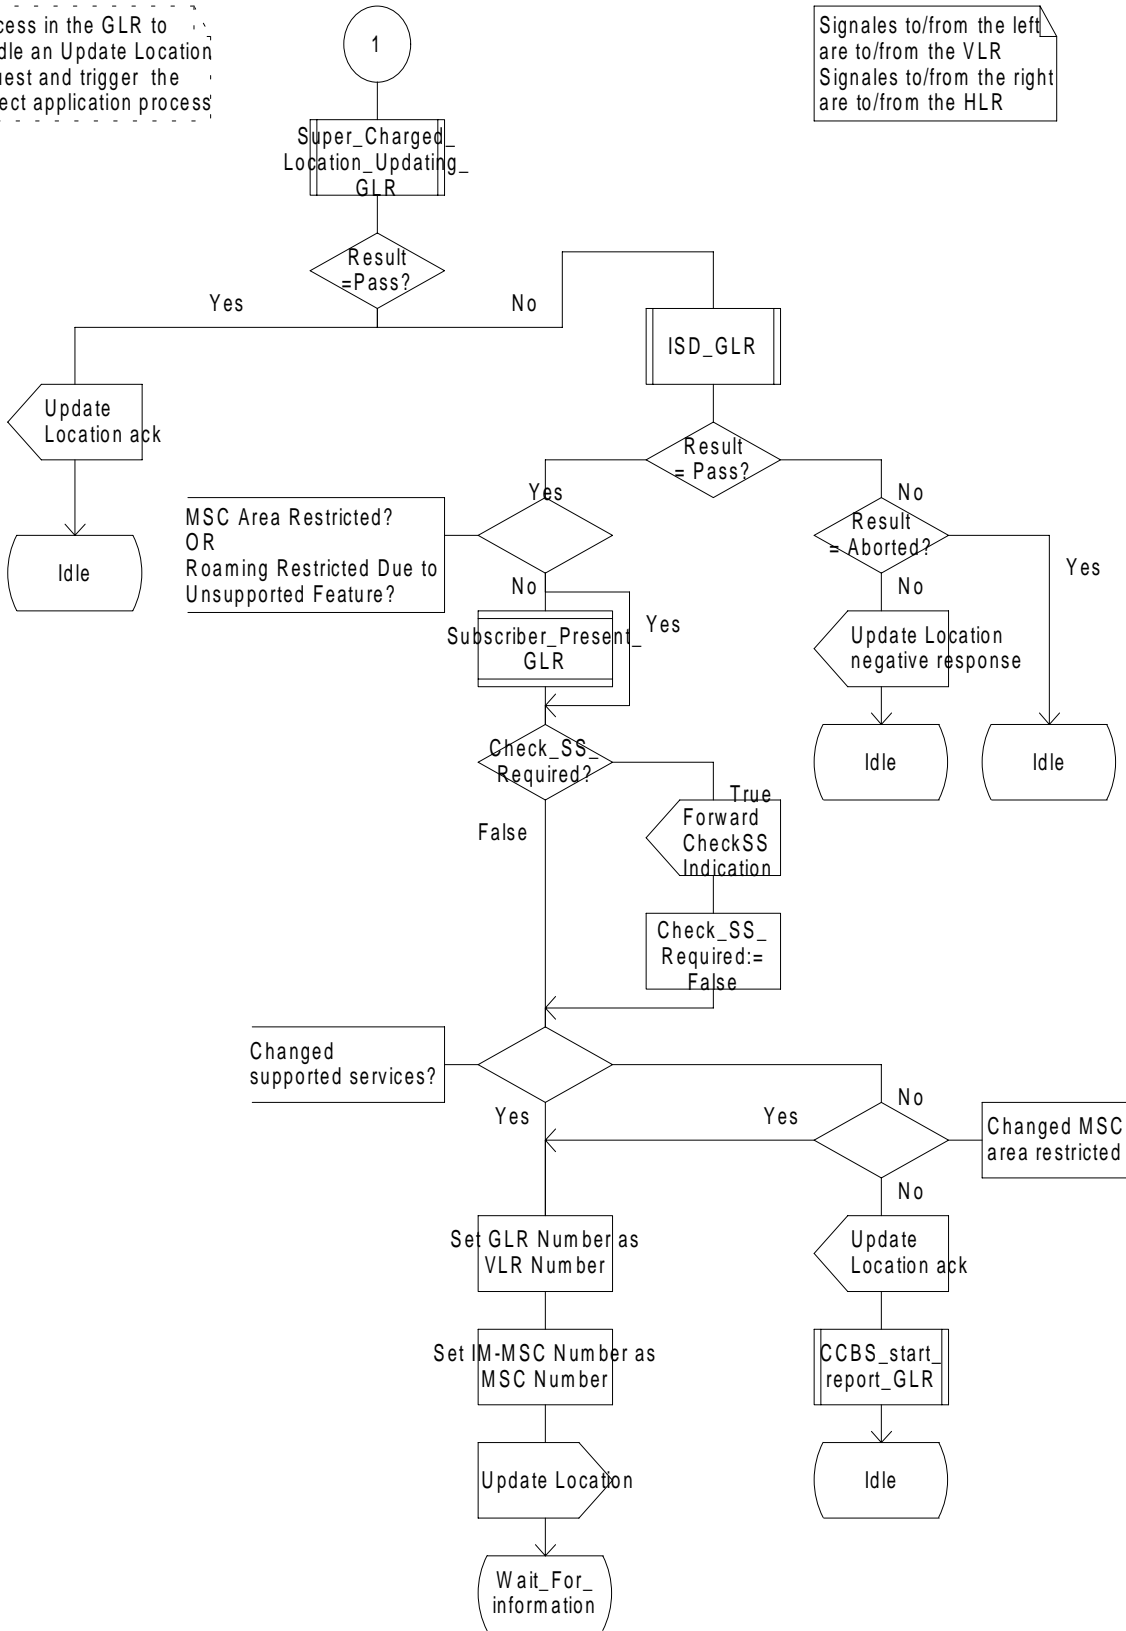 cess in the GLR to
dle an Update Location
uest and trigger the
ect application process
1
Signales to/from the left
are to/from the VLR
Signales to/from the right
are to/from the HLR
Super_Charged_
Location_Updating_
GLR
Result
=Pass?
Yes
No
ISD_GLR
Update
Location ack
Result
= Pass?
Yes
No
MSC Area Restricted?
OR
Roaming Restricted Due to
Unsupported Feature?
Result
= Aborted?
Idle
Yes
No
No
Subscriber_Present_
GLR
Yes
Update Location
negative response
Check_SS_
Required?
Idle
Idle
True
False
Forward
CheckSS
Indication
Check_SS_
Required:=
False
Changed
supported services?
No
Yes
Yes
Changed MSC
area restricted
No
Set GLR Number as
VLR Number
Update
Location ack
Set IM-MSC Number as
MSC Number
CCBS_start_
report_GLR
Update Location
Idle
Wait_For_
information